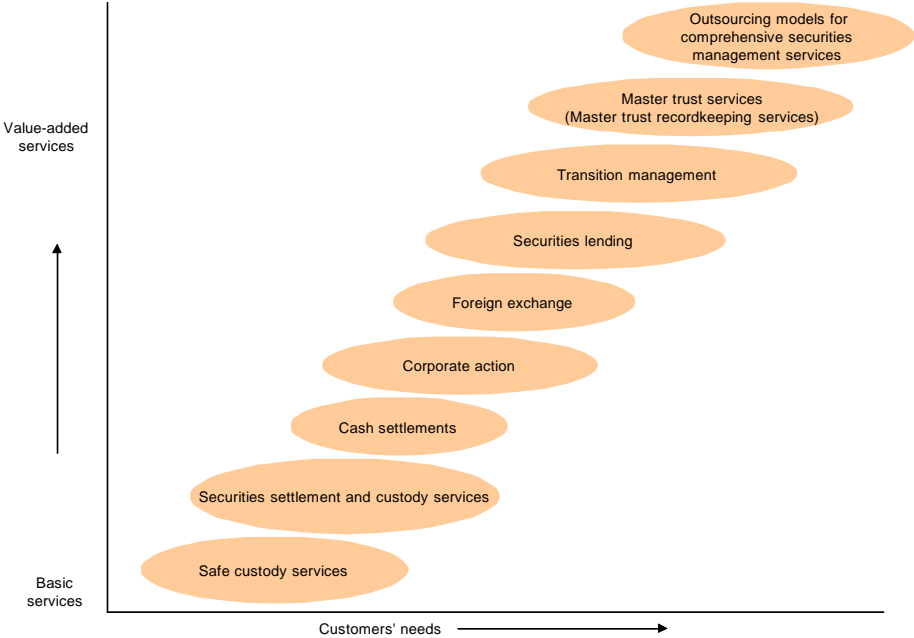 Outsourcing models for
comprehensive securities
management services
Master trust services
(Master trust recordkeeping services)
Value-added
services
Transition management
Securities lending
Foreign exchange
Corporate action
Cash settlements
Securities settlement and custody services
Safe custody services
Basic
services
Customers' needs